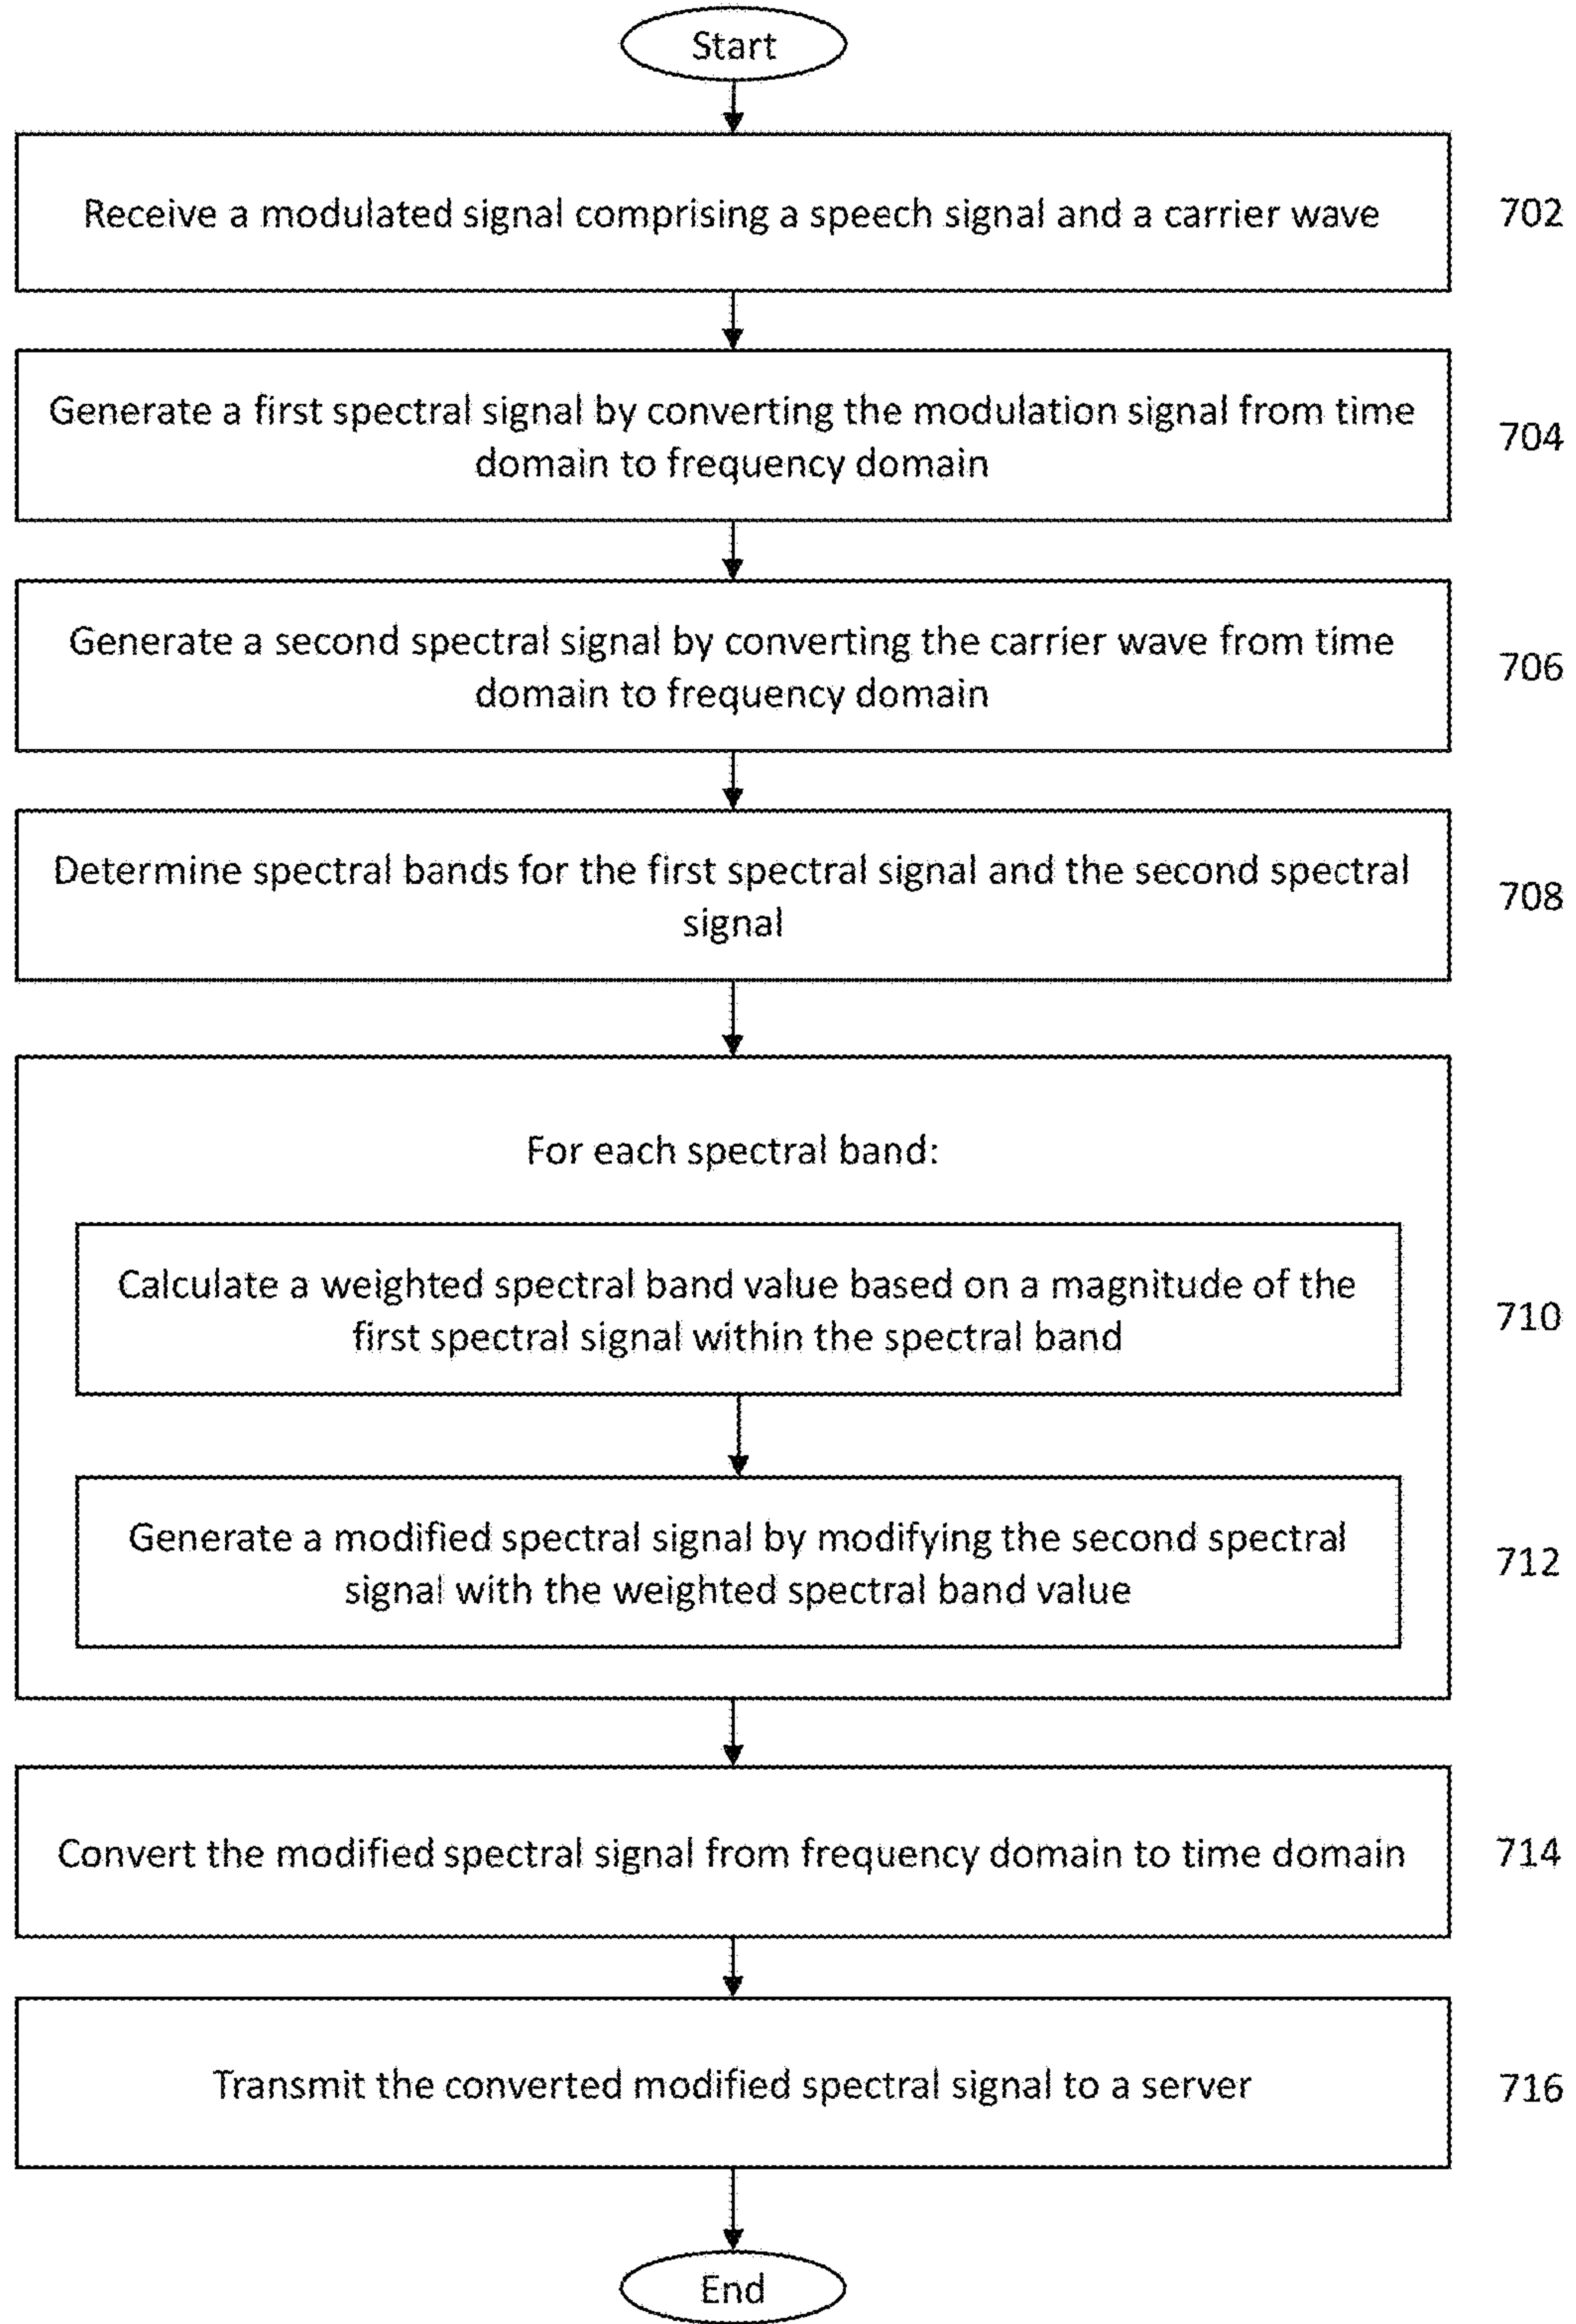 Start
Receive a modulated signal comprising a speech signal and a carrier wave
702
Generate a first spectral signal by converting the modulation signal from time
domain to frequency domain
704
Generate a second spectral signal by converting the carrier wave from time
domain to frequency domain
706
Determine spectral bands for the first spectral signal and the second spectral
signal
708
For each spectral band:
Calculate a weighted spectral band value based on a magnitude of the
first spectral signal within the spectral band
710
Generate a modified spectral signal by modifying the second spectral
signal with the weighted spectral band value
712
Convert the modified spectral signal from frequency domain to time domain
714
Transmit the converted modified spectral signal to a server
716
End